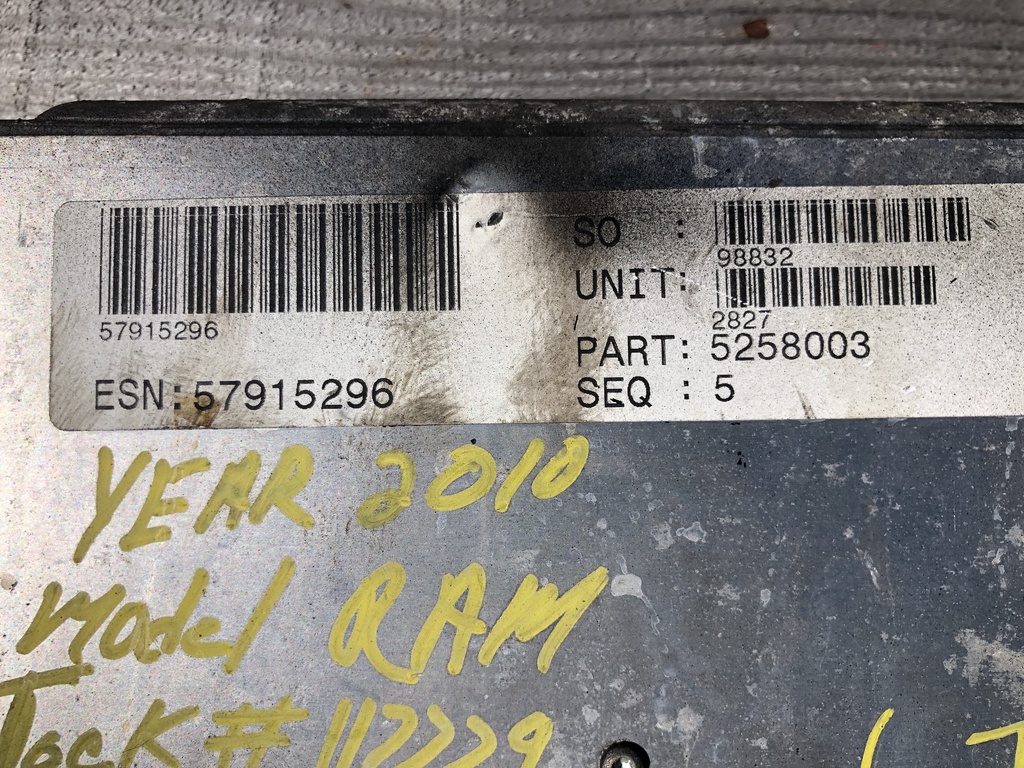 57915296
ESN:57915296
SO :
98832
UNIT:
2827
PART: 5258003
SEQ : 5
YEAR 2010
Model RAM